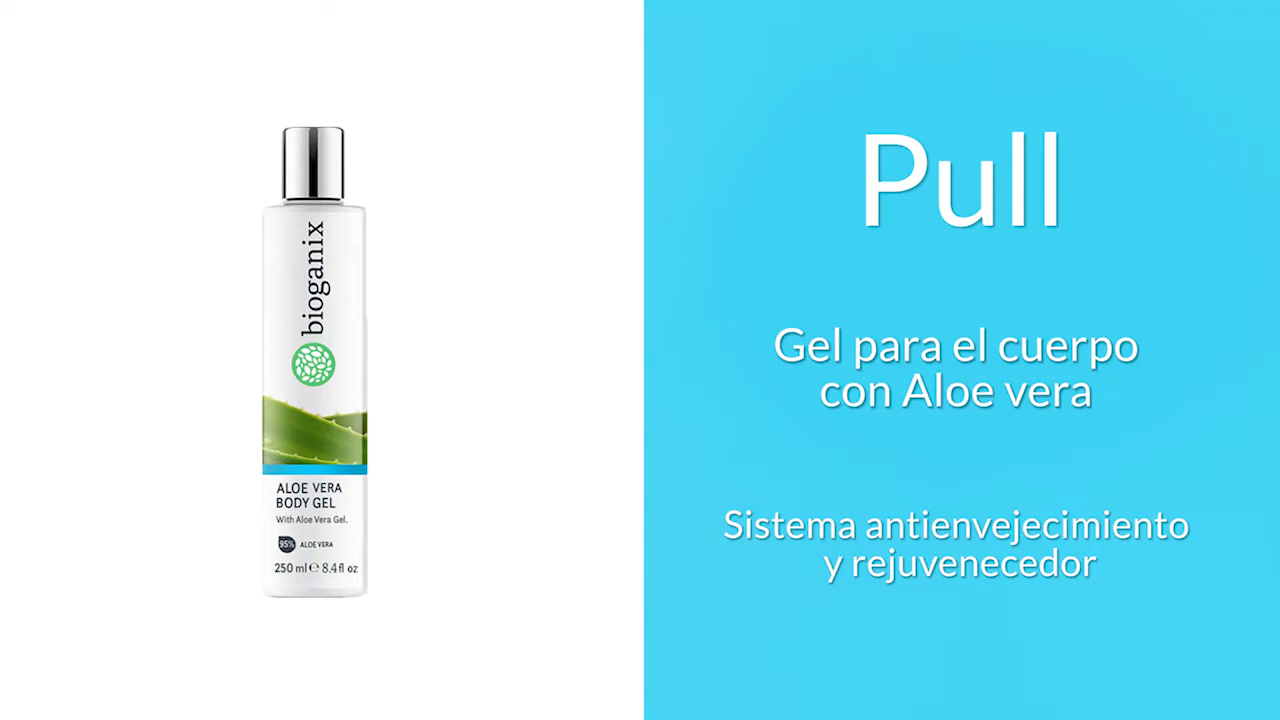 bioganix
ALOE VERA
BODY GEL
With Aloe Vera Gel.
95% ALOE VERA
250 ml ℮ 8.4 fl oz
Pull
Gel para el cuerpo
con Aloe vera
Sistema antienvejecimiento
y rejuvenecedor